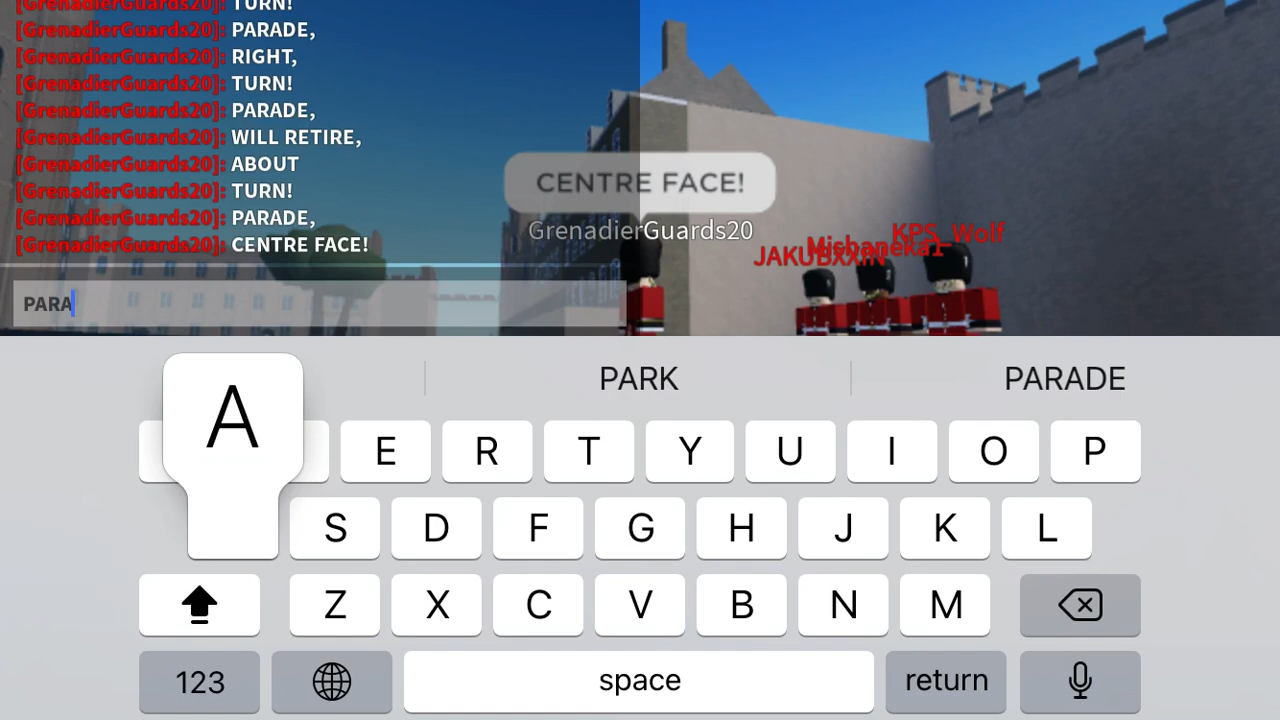 [GrenadierGuards20]: TURN!
[GrenadierGuards20]: PARADE,
[GrenadierGuards20]: RIGHT,
[GrenadierGuards20]: TURN!
[GrenadierGuards20]: PARADE,
[GrenadierGuards20]: WILL RETIRE,
[GrenadierGuards20]: ABOUT
[GrenadierGuards20]: TURN!
[GrenadierGuards20]: PARADE,
[GrenadierGuards20]: CENTRE FACE!
CENTRE FACE!
GrenadierGuards20
KPS_Wolf
Mishaneka1
JAKUBXXIN
PARA
PARK PARADE
A
E R T Y U I O P
S D F G H J K L
Z X C V B N M
123 space return